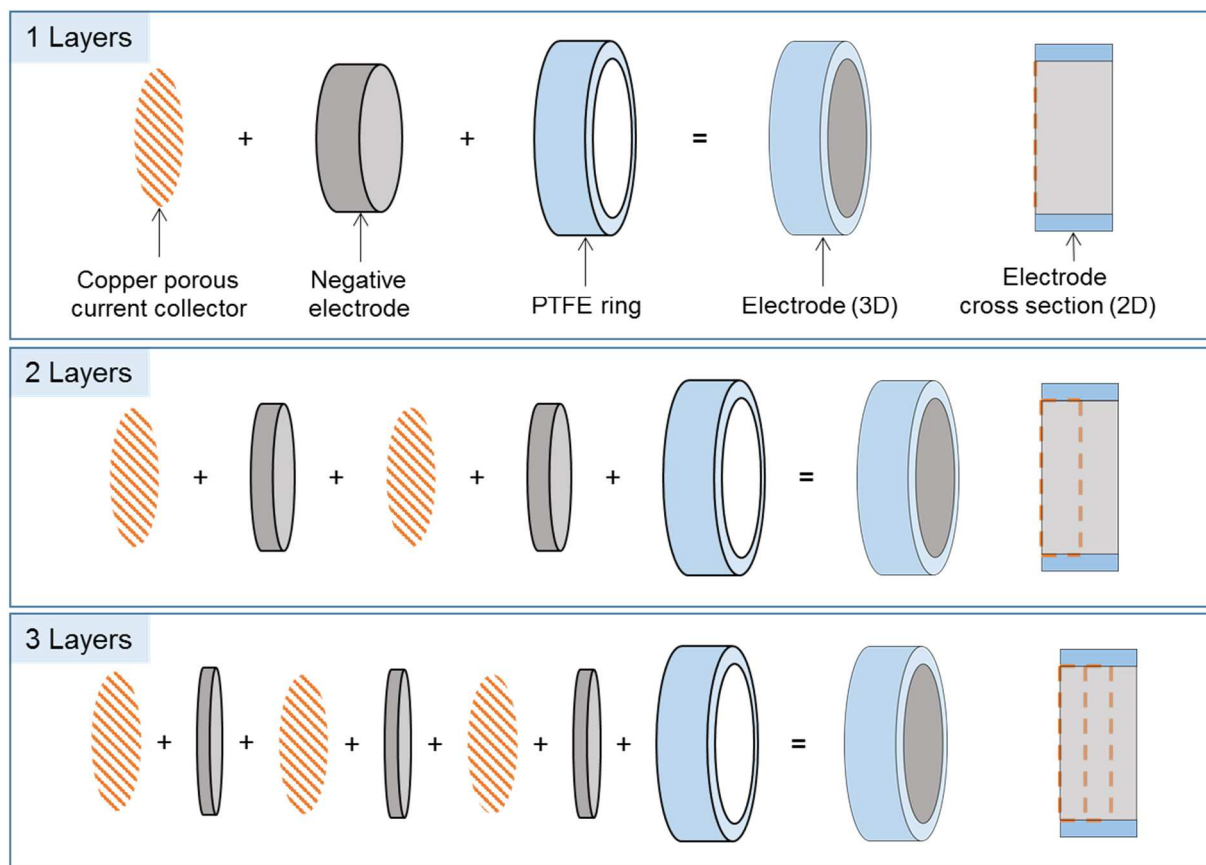 1 Layers
+ + =
Copper porous
current collector
Negative
electrode
PTFE ring
Electrode (3D)
Electrode
cross section (2D)
2 Layers
+ + + + =
3 Layers
+ + + + + + =